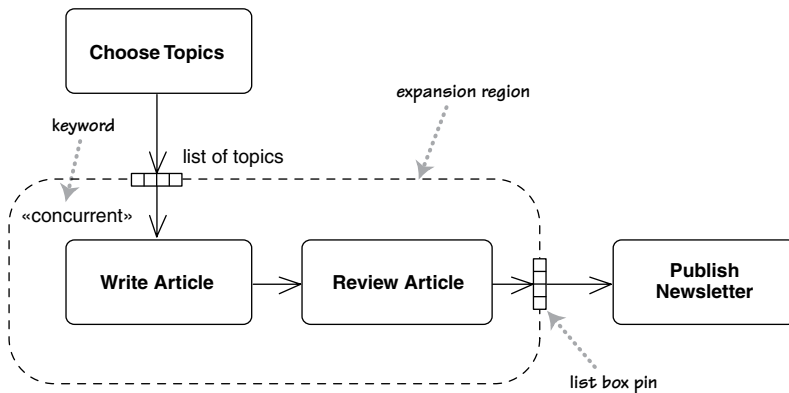 Choose Topics
expansion region
keyword
list of topics
«concurrent»
Write Article
Review Article
Publish
Newsletter
list box pin